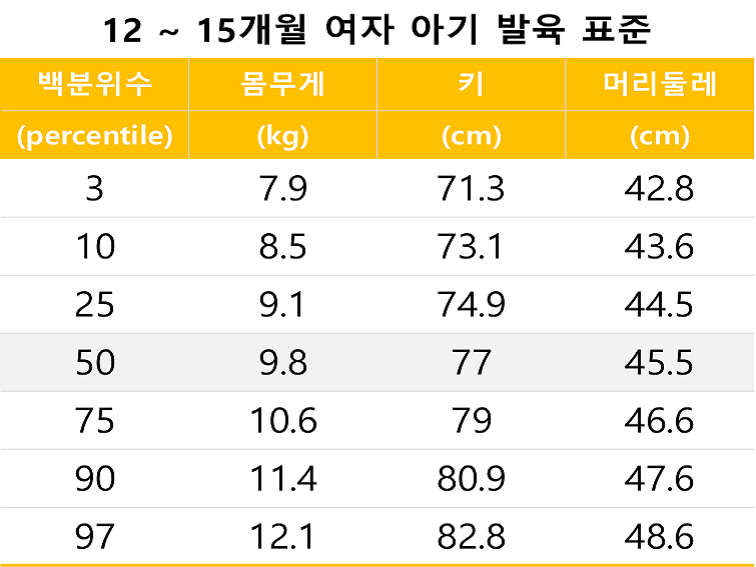 12 ~ 15개월 여자 아기 발육 표준
백분위수 몸무게 키 머리둘레
(percentile) (kg) (cm) (cm)
3 7.9 71.3 42.8
10 8.5 73.1 43.6
25 9.1 74.9 44.5
50 9.8 77 45.5
75 10.6 79 46.6
90 11.4 80.9 47.6
97 12.1 82.8 48.6